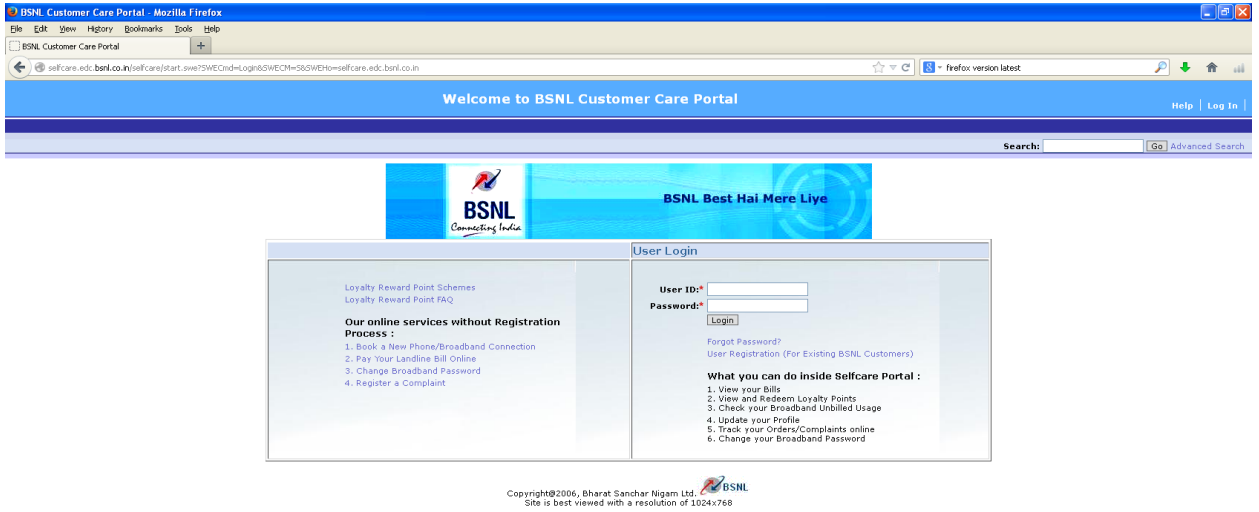 BSNL Customer Care Portal - Mozilla Firefox
File Edit View History Bookmarks Tools Help
BSNL Customer Care Portal +
selfcare.edc.bsnl.co.in/selfcare/start.swe?SWECmd=Login&SWECM=S&SWEHo=selfcare.edc.bsnl.co.in
8 firefox version latest
Welcome to BSNL Customer Care Portal
Help | Log In |
Search: Go Advanced Search
BSNL
Connecting India
BSNL Best Hai Mere Liye
User Login
Loyalty Reward Point Schemes
Loyalty Reward Point FAQ
Our online services without Registration
Process :
1. Book a New Phone/Broadband Connection
2. Pay Your Landline Bill Online
3. Change Broadband Password
4. Register a Complaint
User ID:*
Password:*
Login
Forgot Password?
User Registration (For Existing BSNL Customers)
What you can do inside Selfcare Portal :
1. View your Bills
2. View and Redeem Loyalty Points
3. Check your Broadband Unbilled Usage
4. Update your Profile
5. Track your Orders/Complaints online
6. Change your Broadband Password
Copyright@2006, Bharat Sanchar Nigam Ltd. BSNL
Site is best viewed with a resolution of 1024x768